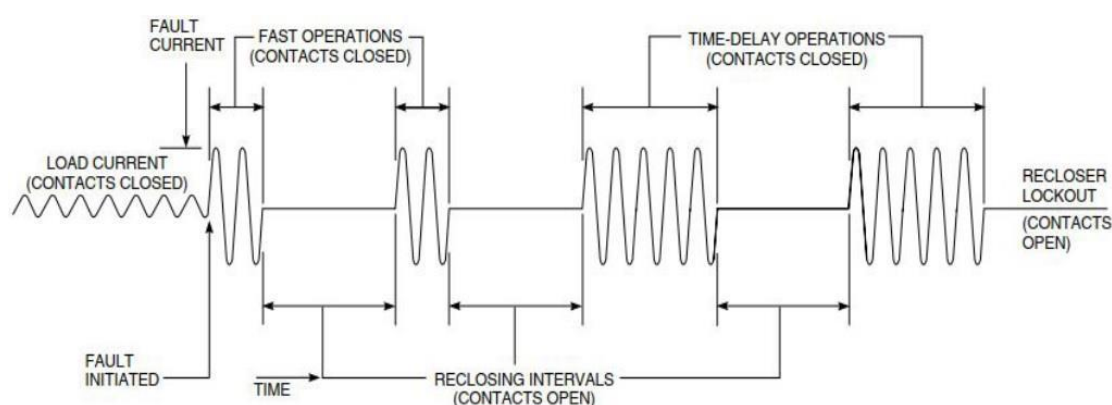 FAULT
CURRENT
FAST OPERATIONS
(CONTACTS CLOSED)
TIME-DELAY OPERATIONS
(CONTACTS CLOSED)
LOAD CURRENT
(CONTACTS CLOSED)
RECLOSER
LOCKOUT
(CONTACTS
OPEN)
FAULT
INITIATED
TIME
RECLOSING INTERVALS
(CONTACTS OPEN)